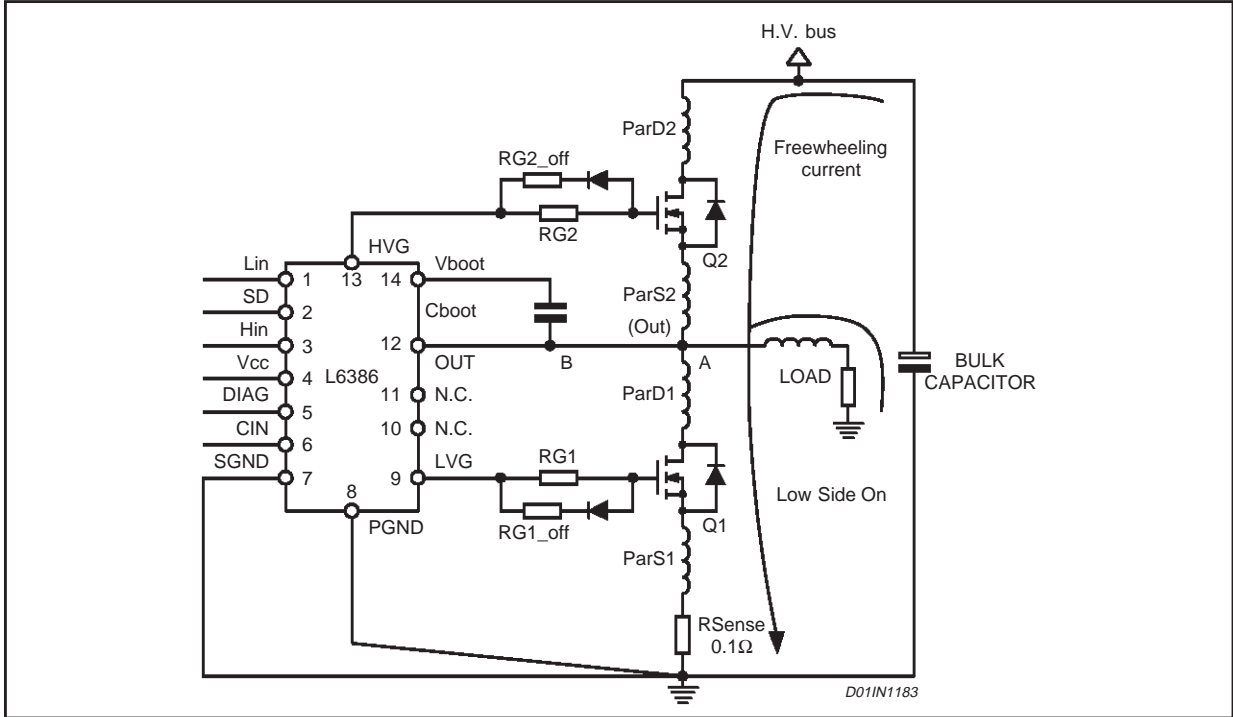 H.V. bus
ParD2
Freewheeling
current
RG2_off
RG2
Q2
HVG
13
Lin
1
14
Vboot
SD
2
Cboot
ParS2
(Out)
Hin
3
12
OUT
B
A
Vcc
4
L6386
11
N.C.
ParD1
LOAD
BULK
CAPACITOR
DIAG
5
10
N.C.
CIN
6
SGND
7
9
LVG
RG1
Low Side On
8
PGND
RG1_off
Q1
ParS1
RSense
0.1Ω
D01IN1183